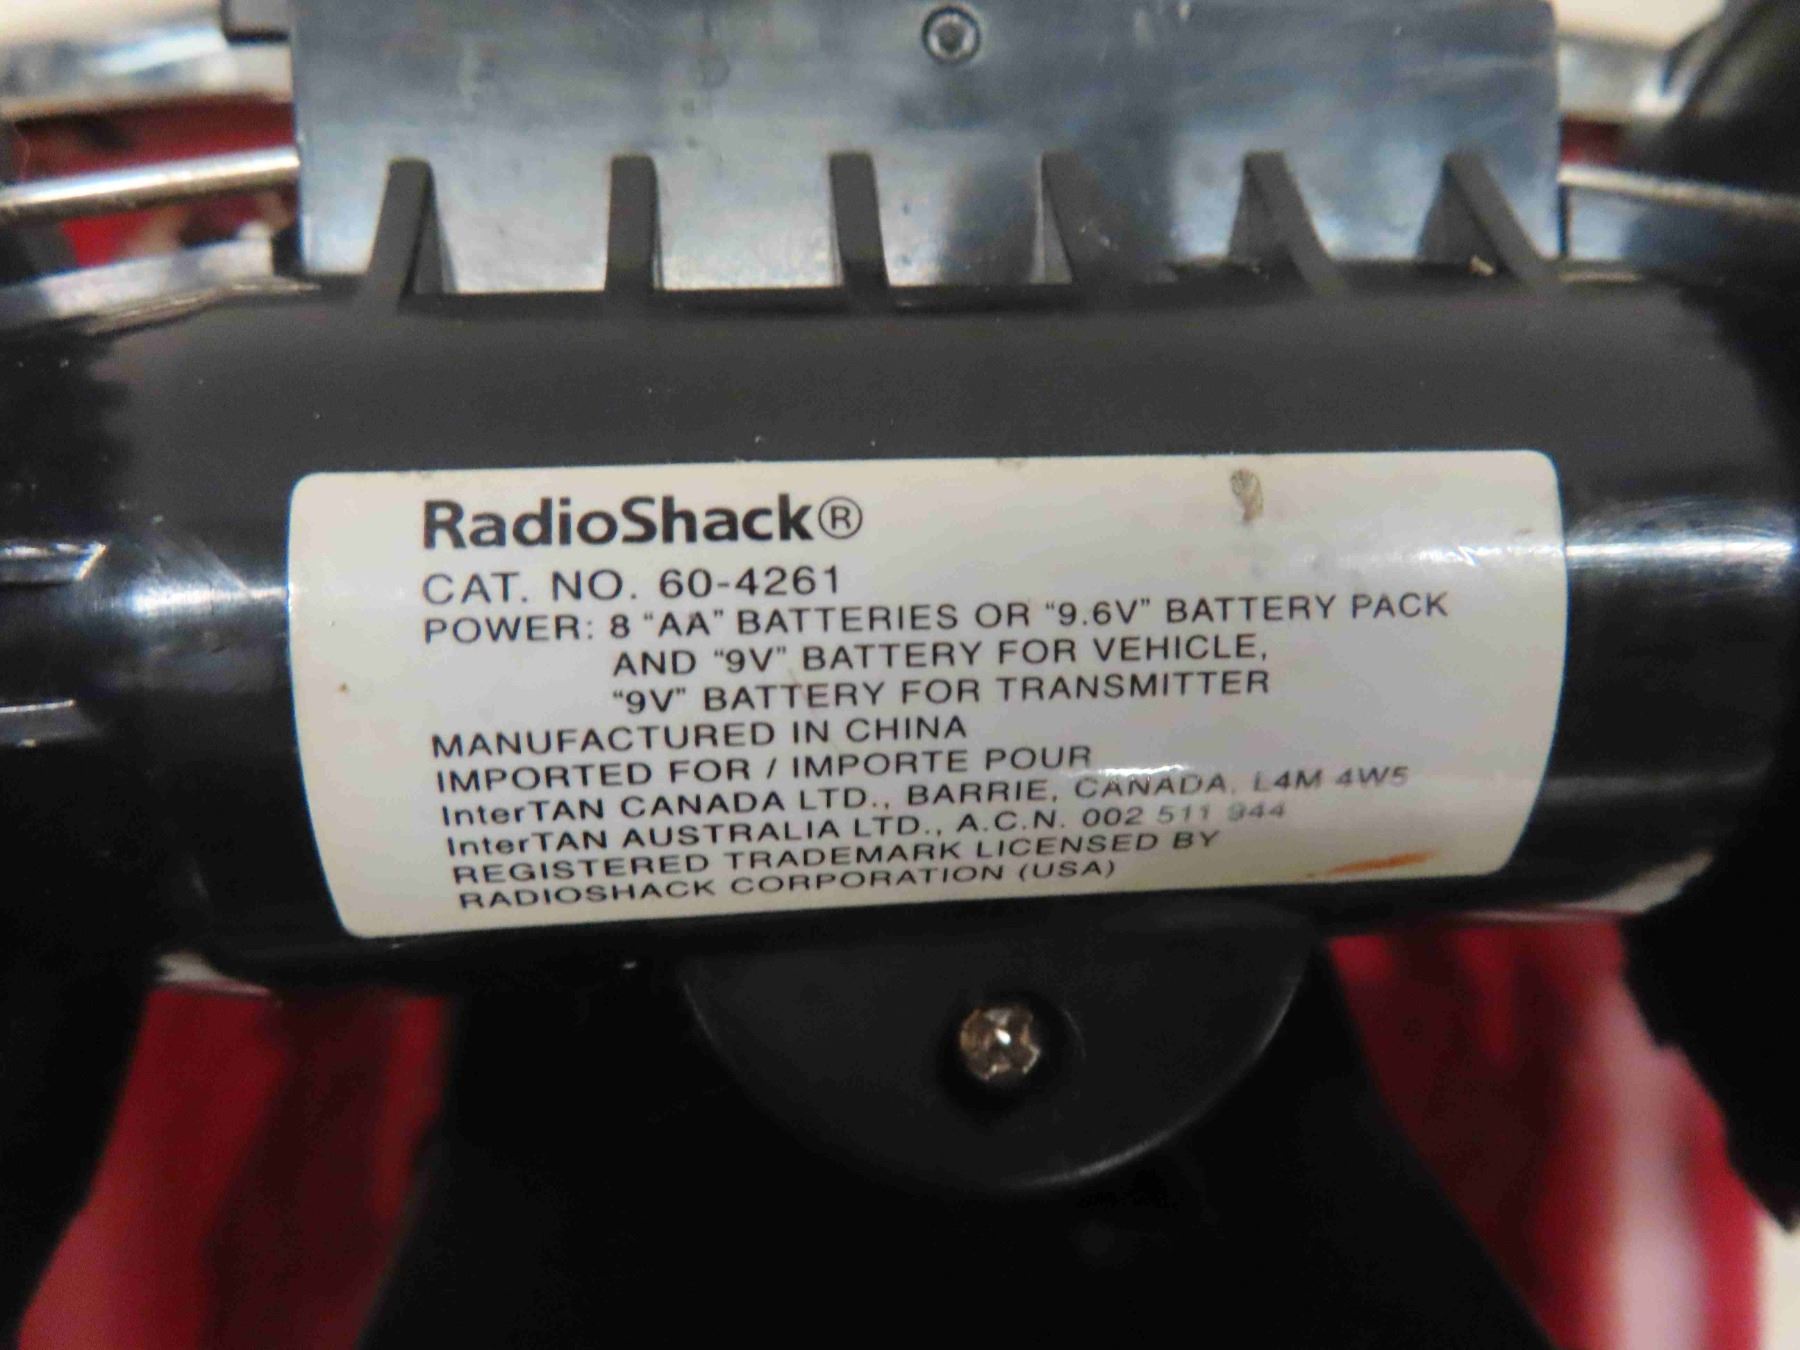 RadioShack®
CAT. NO. 60-4261
POWER: 8 “AA” BATTERIES OR “9.6V” BATTERY PACK
AND “9V” BATTERY FOR VEHICLE,
“9V” BATTERY FOR TRANSMITTER
MANUFACTURED IN CHINA
IMPORTED FOR / IMPORTE POUR
InterTAN CANADA LTD., BARRIE, CANADA, L4M 4W5
InterTAN AUSTRALIA LTD., A.C.N. 002 511 944
REGISTERED TRADEMARK LICENSED BY
RADIOSHACK CORPORATION (USA)